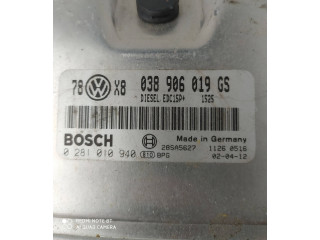 78 X8 038 906 019 GS
DIESEL EDC15P+ 1525
BOSCH Made in Germany
28SA5627 1126 0516
0 281 010 940 BPG 02-04-12
REDMI NOTE 8T
AI QUAD CAMERA